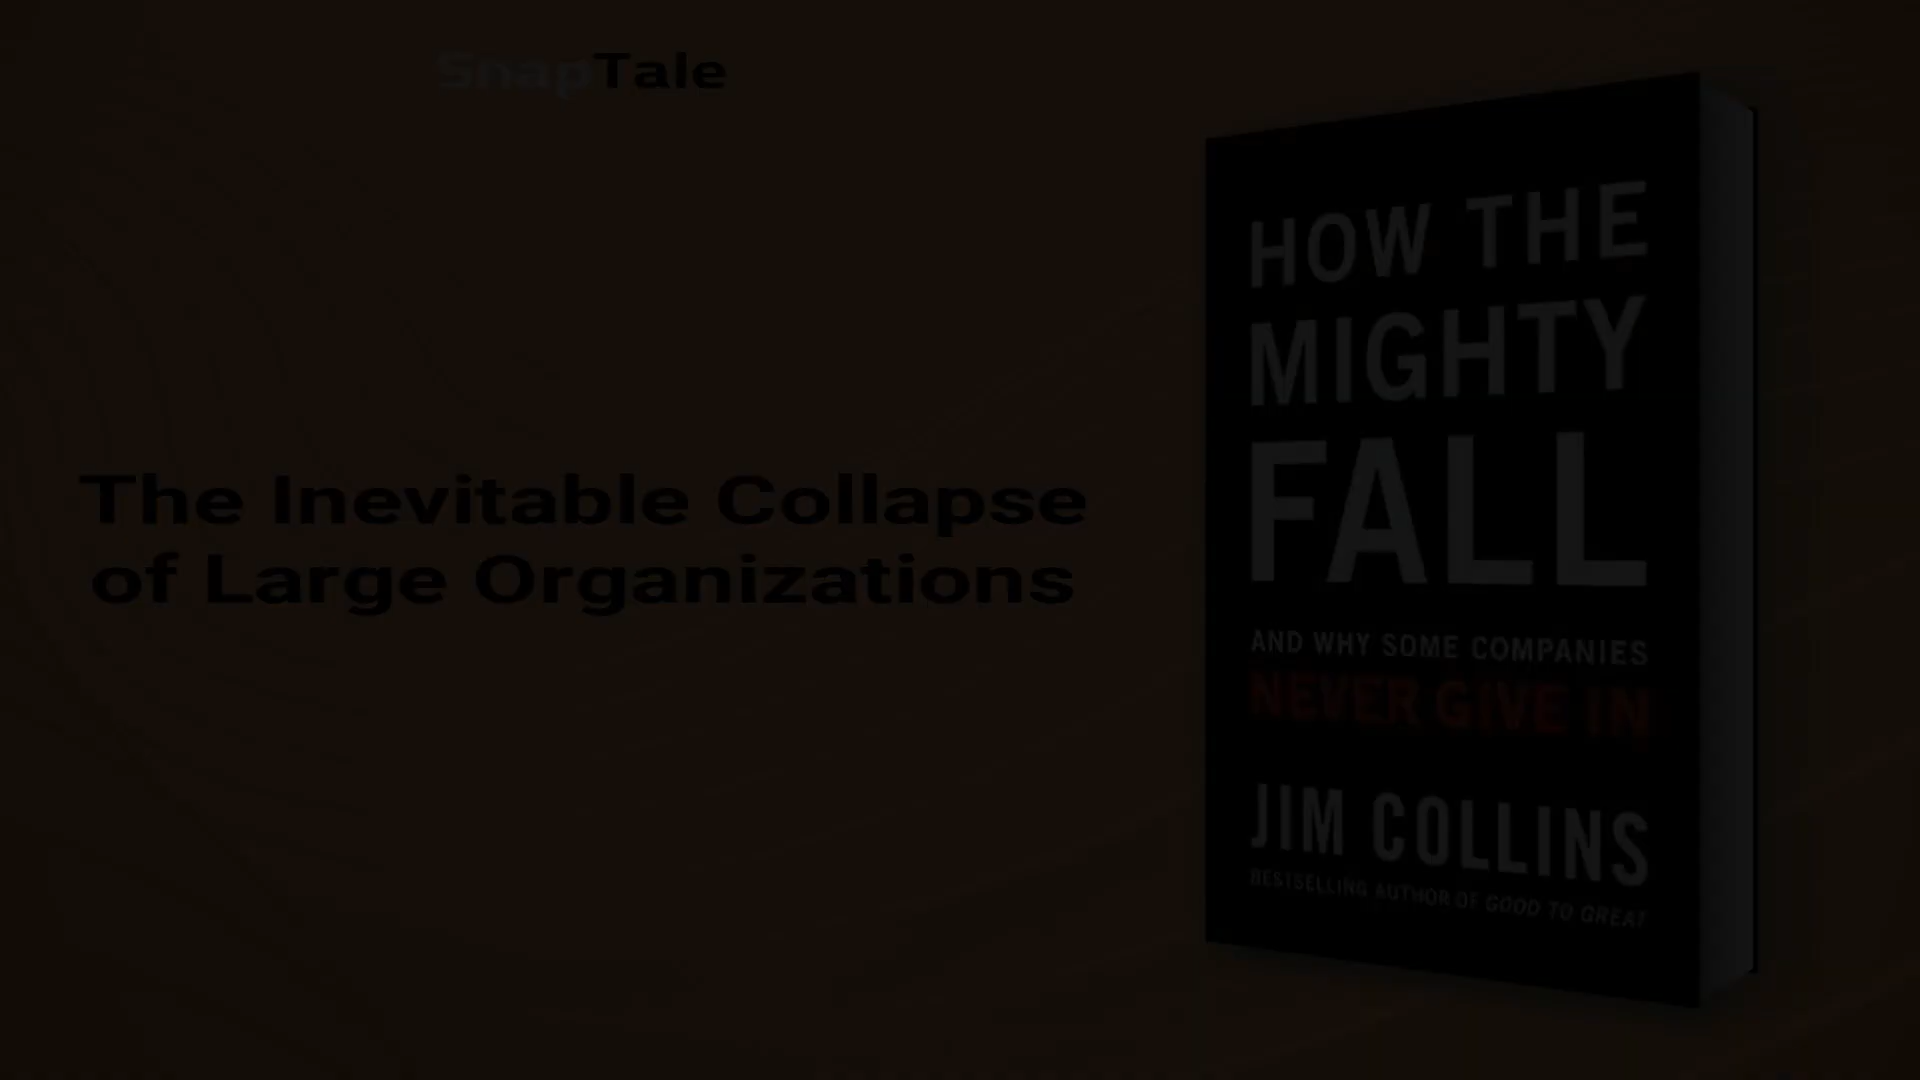 SnapTale
The Inevitable Collapse
of Large Organizations
HOW THE
MIGHTY
FALL
AND WHY SOME COMPANIES
NEVER GIVE IN
JIM COLLINS
BESTSELLING AUTHOR OF GOOD TO GREAT